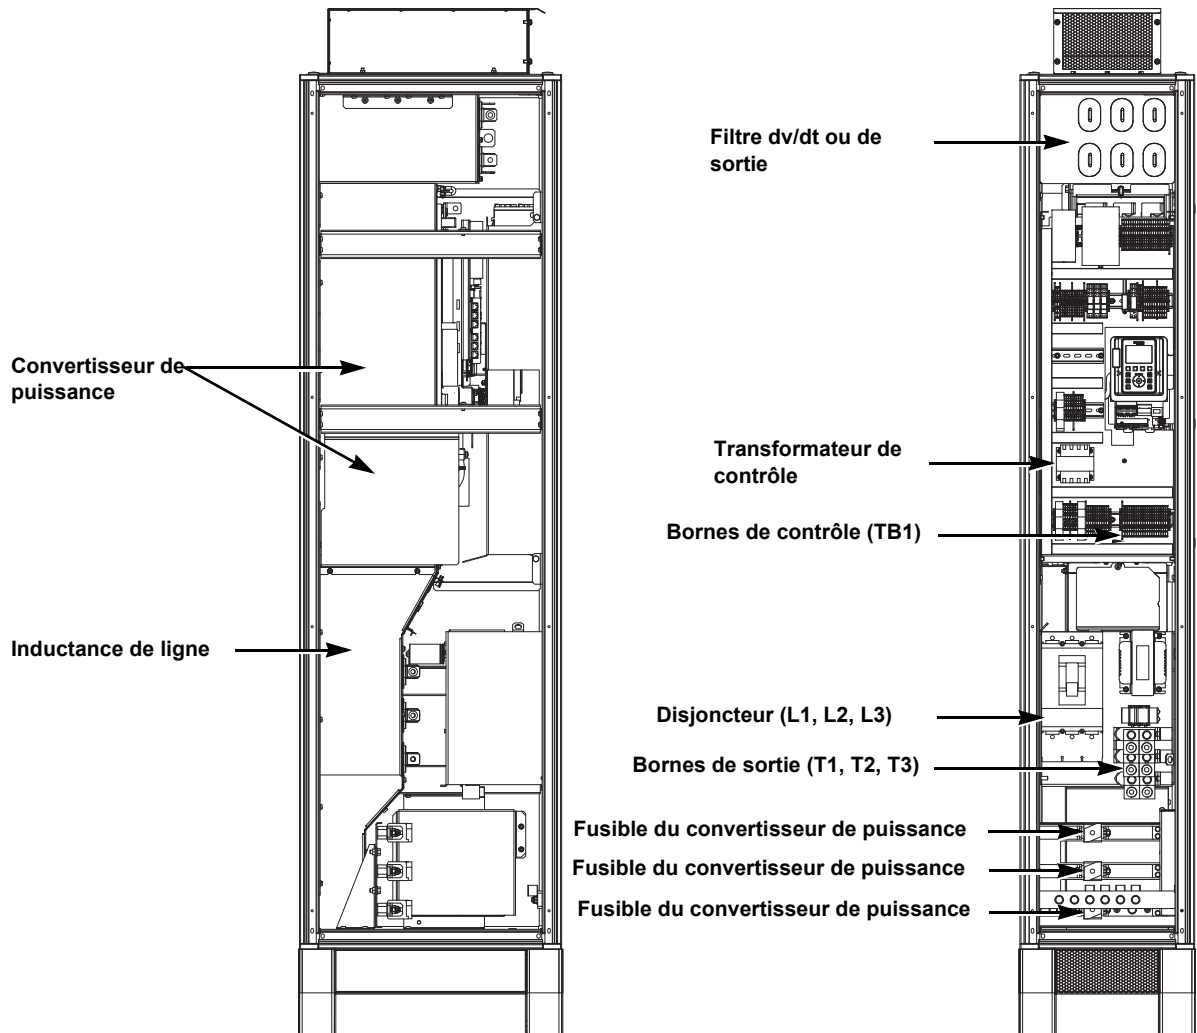 Filtre dv/dt ou de
sortie
Convertisseur de
puissance
Transformateur de
contrôle
Bornes de contrôle (TB1)
Inductance de ligne
Disjoncteur (L1, L2, L3)
Bornes de sortie (T1, T2, T3)
Fusible du convertisseur de puissance
Fusible du convertisseur de puissance
Fusible du convertisseur de puissance